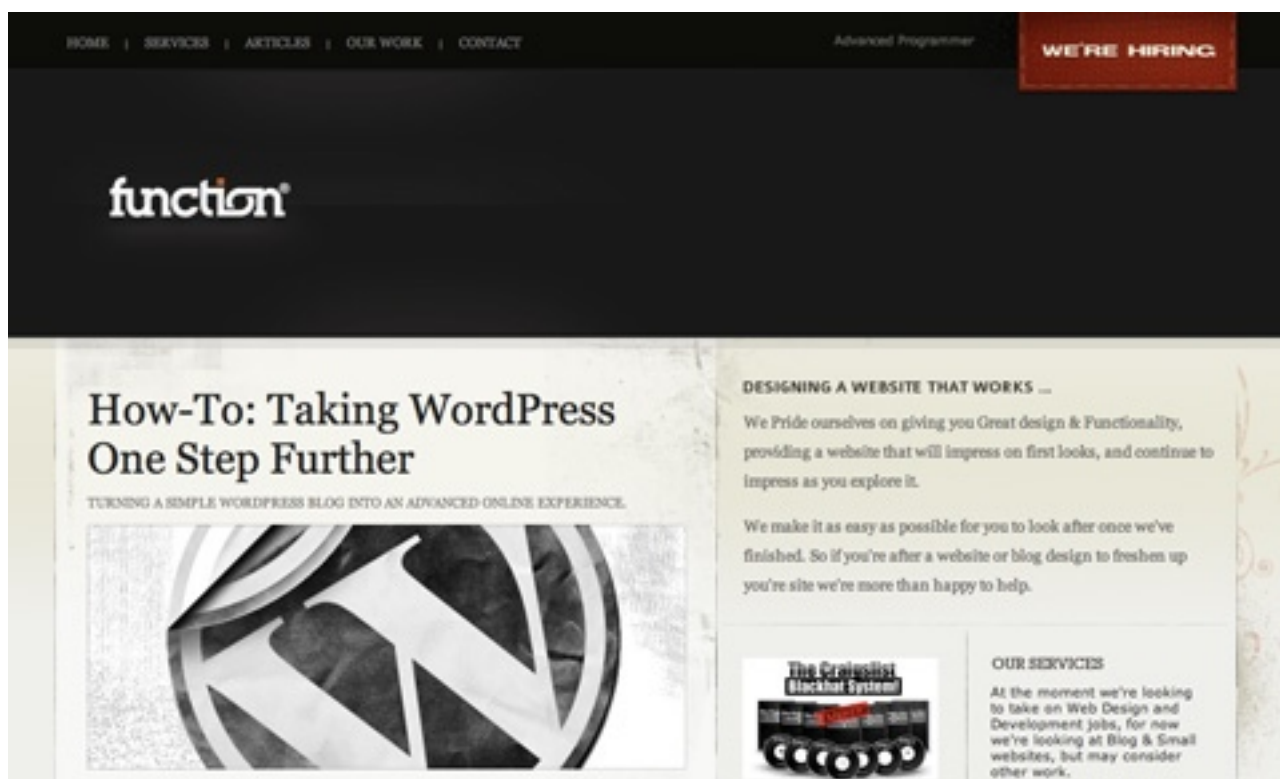 HOME | SERVICES | ARTICLES | OUR WORK | CONTACT
Advanced Programmer
WE'RE HIRING
function®
How-To: Taking WordPress
One Step Further
TURNING A SIMPLE WORDPRESS BLOG INTO AN ADVANCED ONLINE EXPERIENCE.
DESIGNING A WEBSITE THAT WORKS ...
We Pride ourselves on giving you Great design & Functionality,
providing a website that will impress on first looks, and continue to
impress as you explore it.
We make it as easy as possible for you to look after once we've
finished. So if you're after a website or blog design to freshen up
you're site we're more than happy to help.
The Craigslist
Blackhat System!
OUR SERVICES
At the moment we're looking
to take on Web Design and
Development jobs, for now
we're looking at Blog & Small
websites, but may consider
other work.